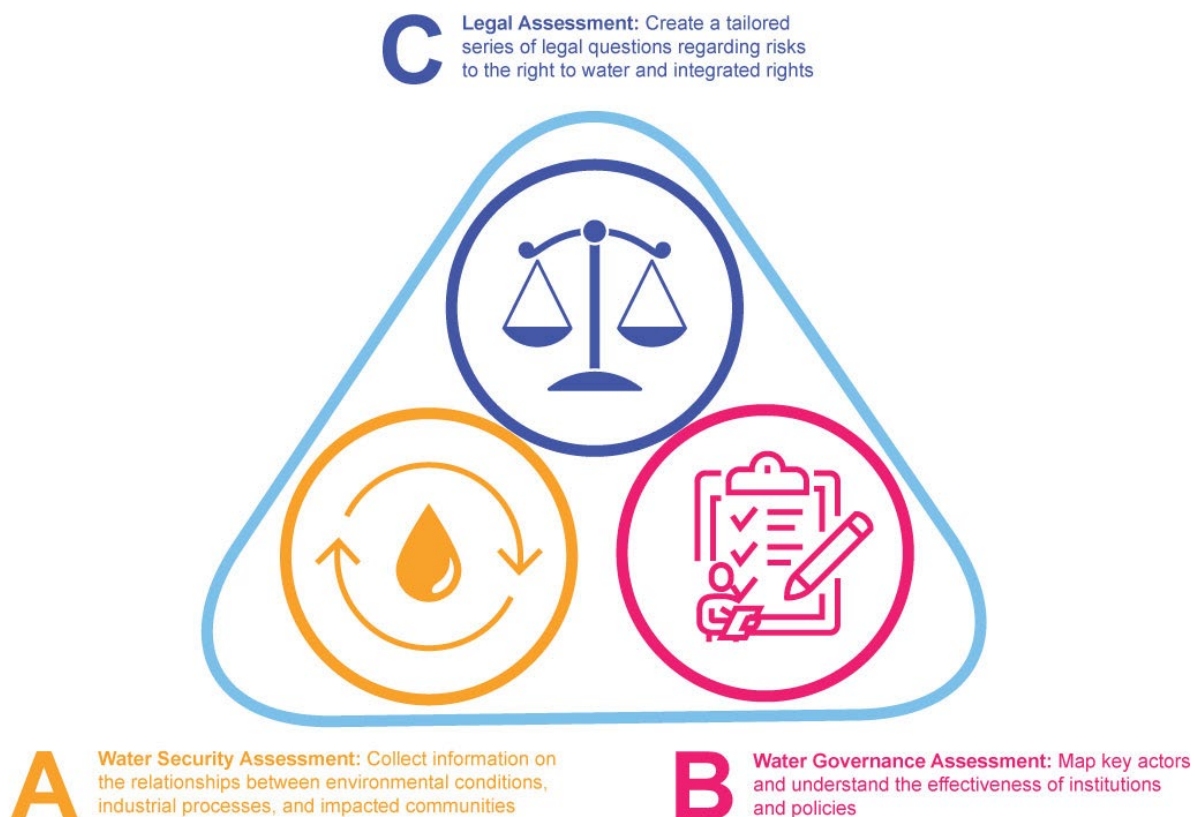 C
Legal Assessment: Create a tailored
series of legal questions regarding risks
to the right to water and integrated rights
A
Water Security Assessment: Collect information on
the relationships between environmental conditions,
industrial processes, and impacted communities
B
Water Governance Assessment: Map key actors
and understand the effectiveness of institutions
and policies